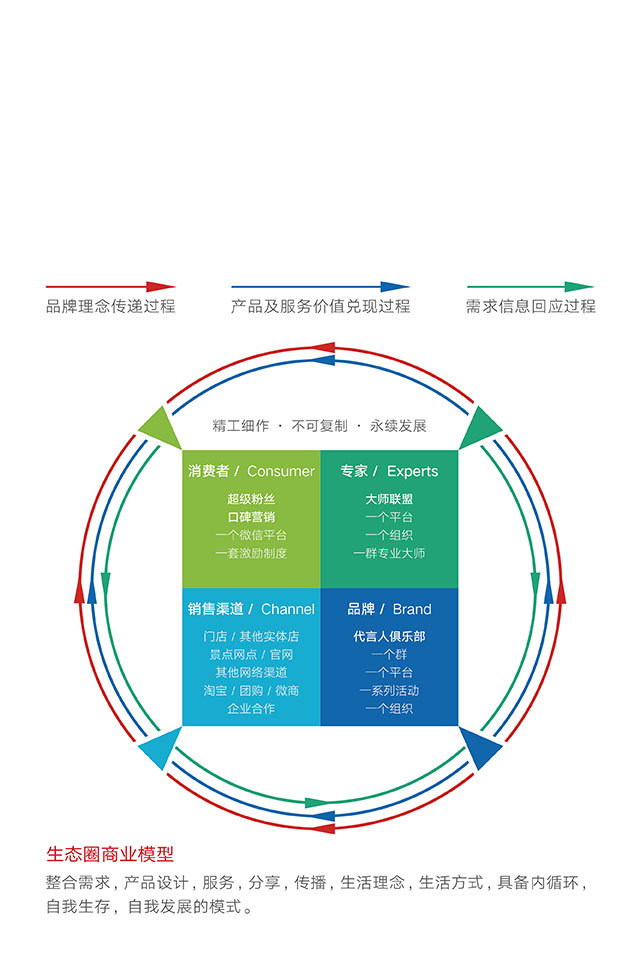 品牌理念传递过程
产品及服务价值兑现过程
需求信息回应过程
精工细作 · 不可复制 · 永续发展
消费者 / Consumer
超级粉丝
口碑营销
一个微信平台
一套激励制度
专家 / Experts
大师联盟
一个平台
一个组织
一群专业大师
销售渠道 / Channel
门店 / 其他实体店
景点网点 / 官网
其他网络渠道
淘宝 / 团购 / 微商
企业合作
品牌 / Brand
代言人俱乐部
一个群
一个平台
一系列活动
一个组织
生态圈商业模型
整合需求，产品设计，服务，分享，传播，生活理念，生活方式，具备内循环，
自我生存，自我发展的模式。